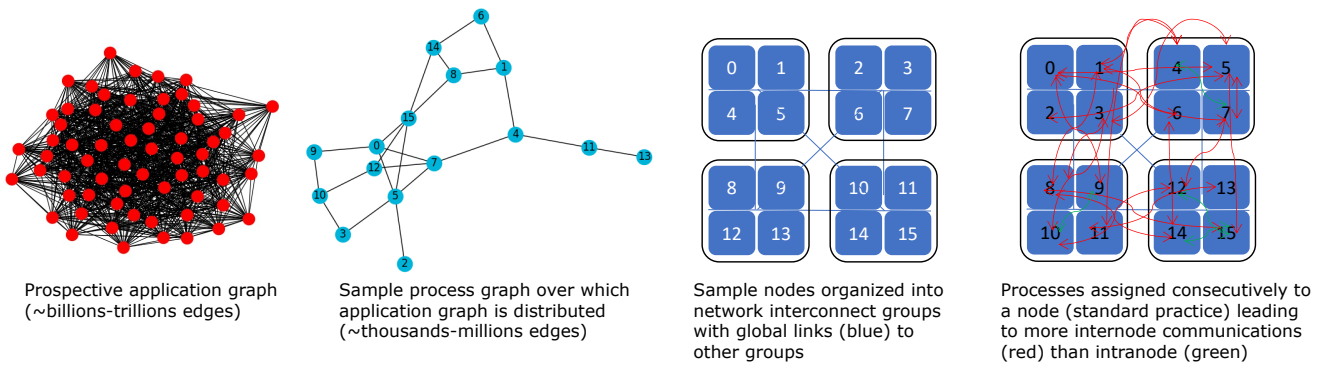 6
14
1
8
15
4
11
13
9
0
12
7
10
5
3
2
0 1
4 5
2 3
6 7
8 9
12 13
10 11
14 15
0 1
2 3
4 5
6 7
8 9
10 11
12 13
14 15
Prospective application graph
(~billions-trillions edges)
Sample process graph over which
application graph is distributed
(~thousands-millions edges)
Sample nodes organized into
network interconnect groups
with global links (blue) to
other groups
Processes assigned consecutively to
a node (standard practice) leading
to more internode communications
(red) than intranode (green)